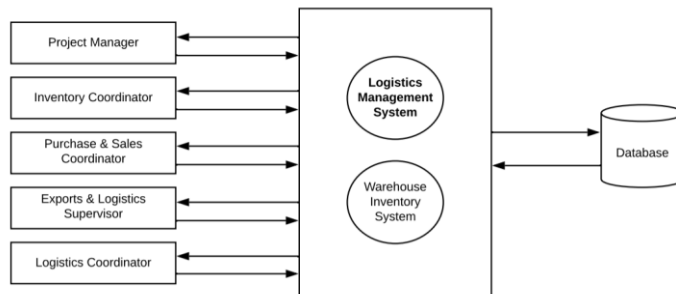 Project Manager
Inventory Coordinator
Purchase & Sales
Coordinator
Exports & Logistics
Supervisor
Logistics Coordinator
Logistics
Management
System
Warehouse
Inventory
System
Database